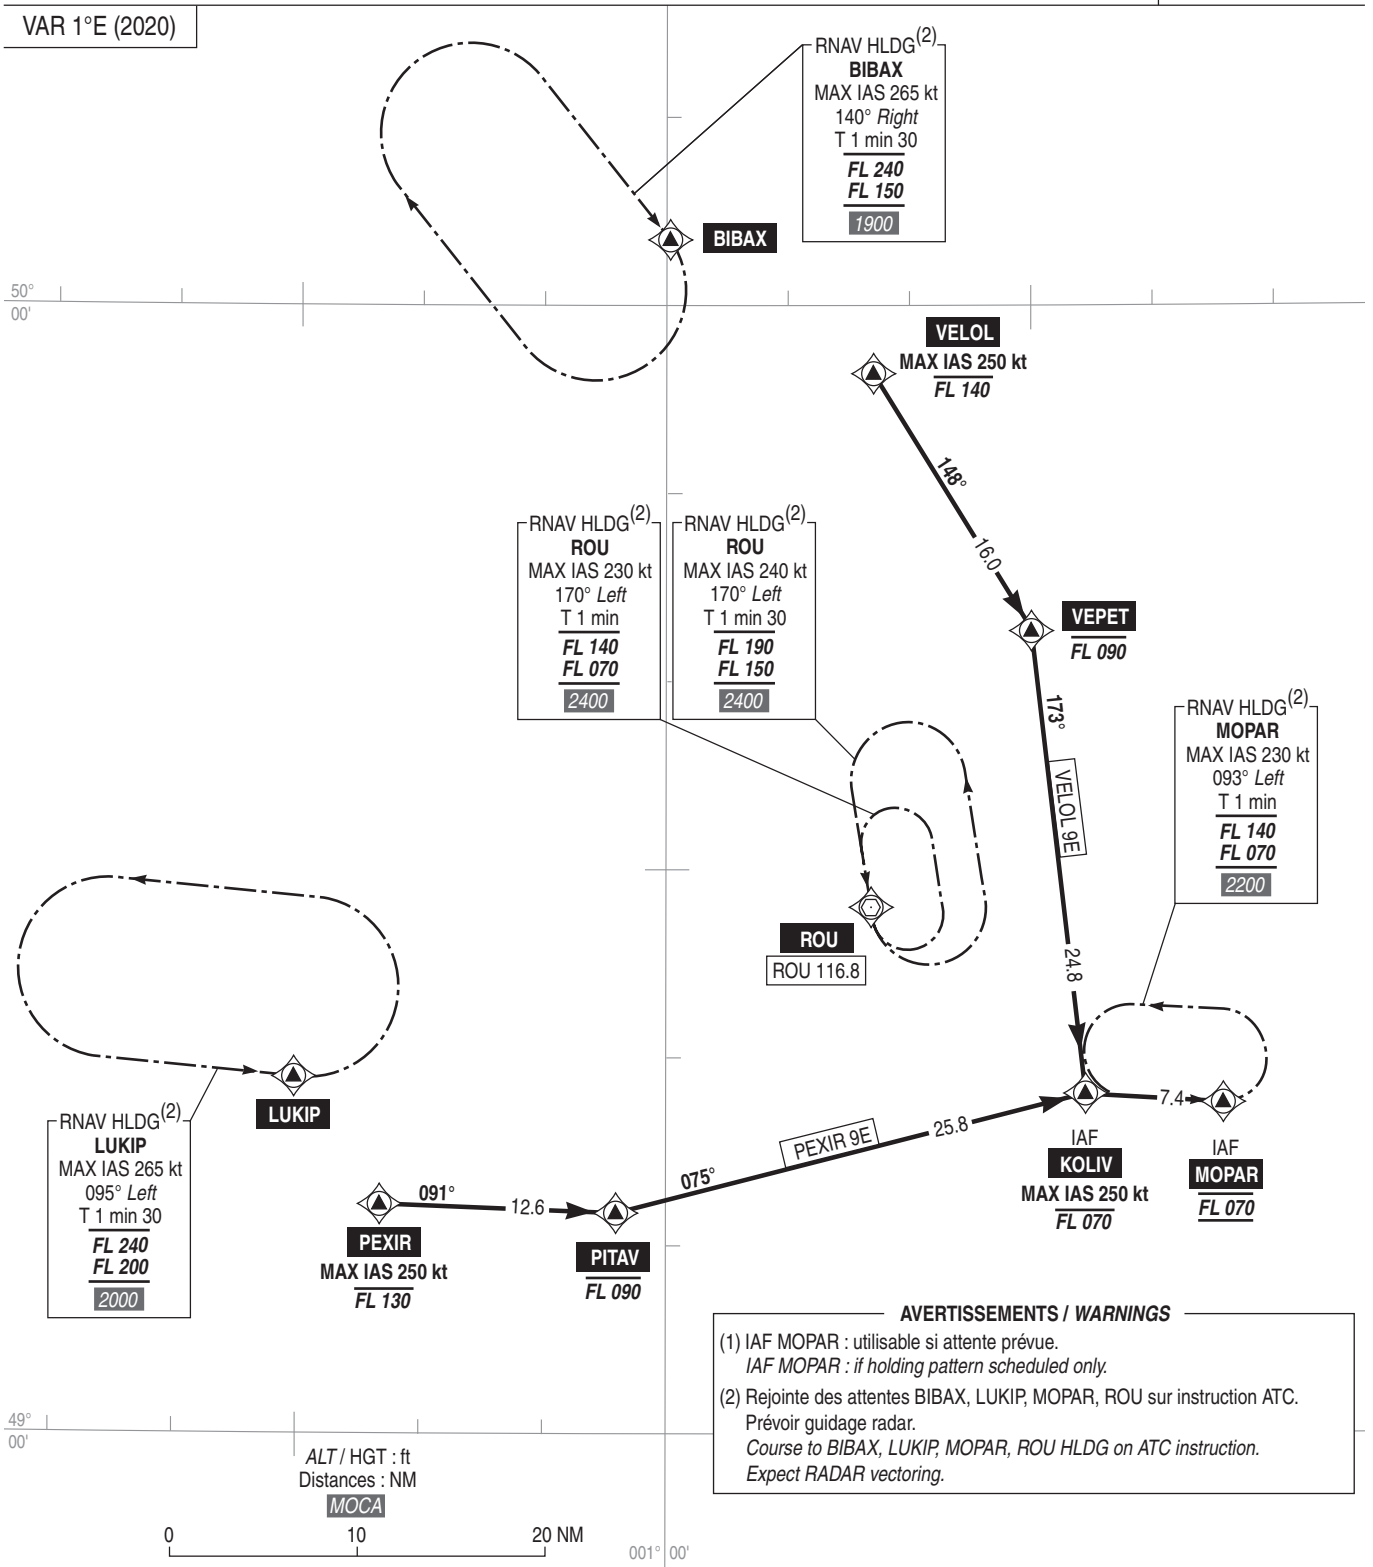 VAR 1°E (2020)
RNAV HLDG(2)
BIBAX
MAX IAS 265 kt
140° Right
T 1 min 30
FL 240
FL 150
1900
BIBAX
50°
00'
VELOL
MAX IAS 250 kt
FL 140
148°
16.0
RNAV HLDG(2)
ROU
MAX IAS 230 kt
170° Left
T 1 min
FL 140
FL 070
2400
RNAV HLDG(2)
ROU
MAX IAS 240 kt
170° Left
T 1 min 30
FL 190
FL 150
2400
VEPET
FL 090
173°
VELOL 9E
24.8
RNAV HLDG(2)
MOPAR
MAX IAS 230 kt
093° Left
T 1 min
FL 140
FL 070
2200
ROU
ROU 116.8
LUKIP
RNAV HLDG(2)
LUKIP
MAX IAS 265 kt
095° Left
T 1 min 30
FL 240
FL 200
2000
7.4
IAF
KOLIV
MAX IAS 250 kt
FL 070
IAF
MOPAR
FL 070
PEXIR 9E
25.8
075°
091°
12.6
PEXIR
MAX IAS 250 kt
FL 130
PITAV
FL 090
AVERTISSEMENTS / WARNINGS
(1) IAF MOPAR : utilisable si attente prévue.
IAF MOPAR : if holding pattern scheduled only.
(2) Rejointe des attentes BIBAX, LUKIP, MOPAR, ROU sur instruction ATC.
Prévoir guidage radar.
Course to BIBAX, LUKIP, MOPAR, ROU HLDG on ATC instruction.
Expect RADAR vectoring.
49°
00'
ALT / HGT : ft
Distances : NM
MOCA
0 10 20 NM
001° 00'